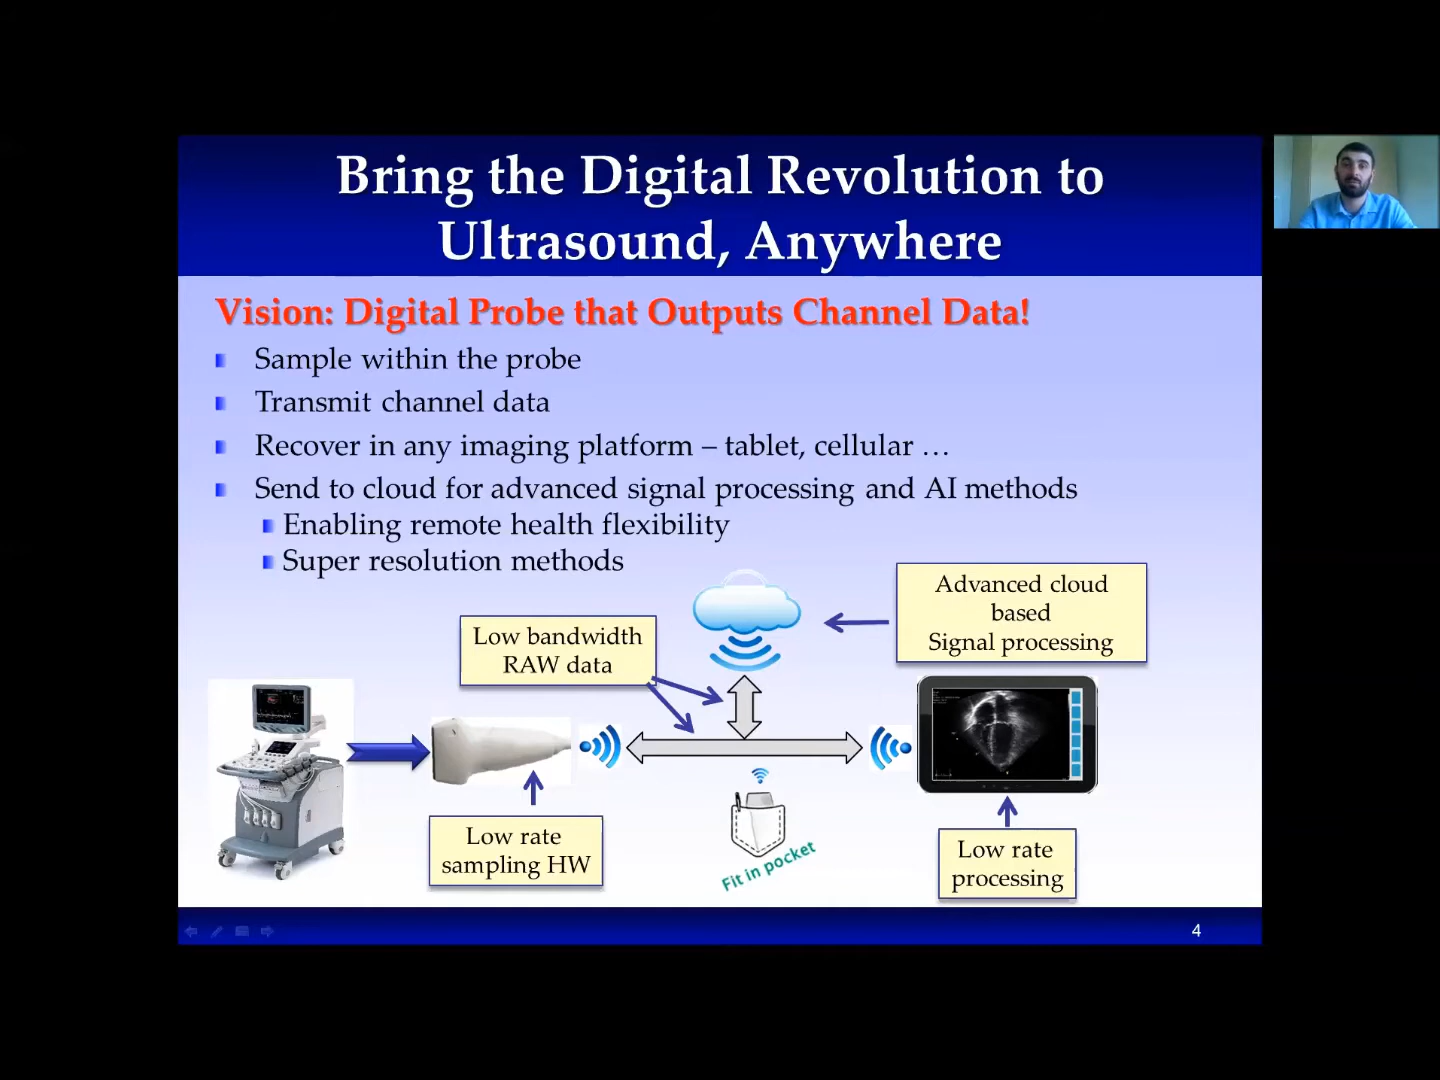 Bring the Digital Revolution to
Ultrasound, Anywhere
Vision: Digital Probe that Outputs Channel Data!
Sample within the probe
Transmit channel data
Recover in any imaging platform – tablet, cellular …
Send to cloud for advanced signal processing and AI methods
Enabling remote health flexibility
Super resolution methods
Advanced cloud
based
Signal processing
Low bandwidth
RAW data
Low rate
sampling HW
Fit in pocket
Low rate
processing
4